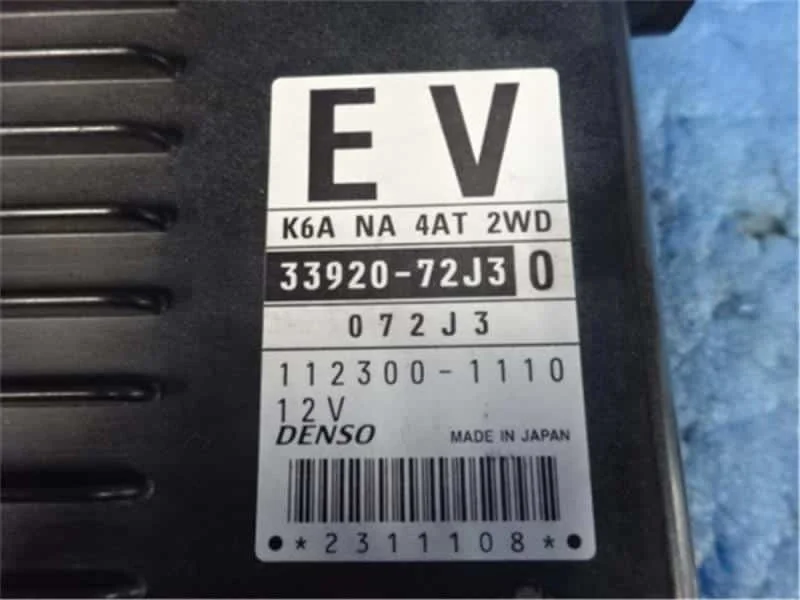 EV
K6A NA 4AT 2WD
33920-72J3 0
072J3
112300-1110
12V
DENSO MADE IN JAPAN
*2311108*